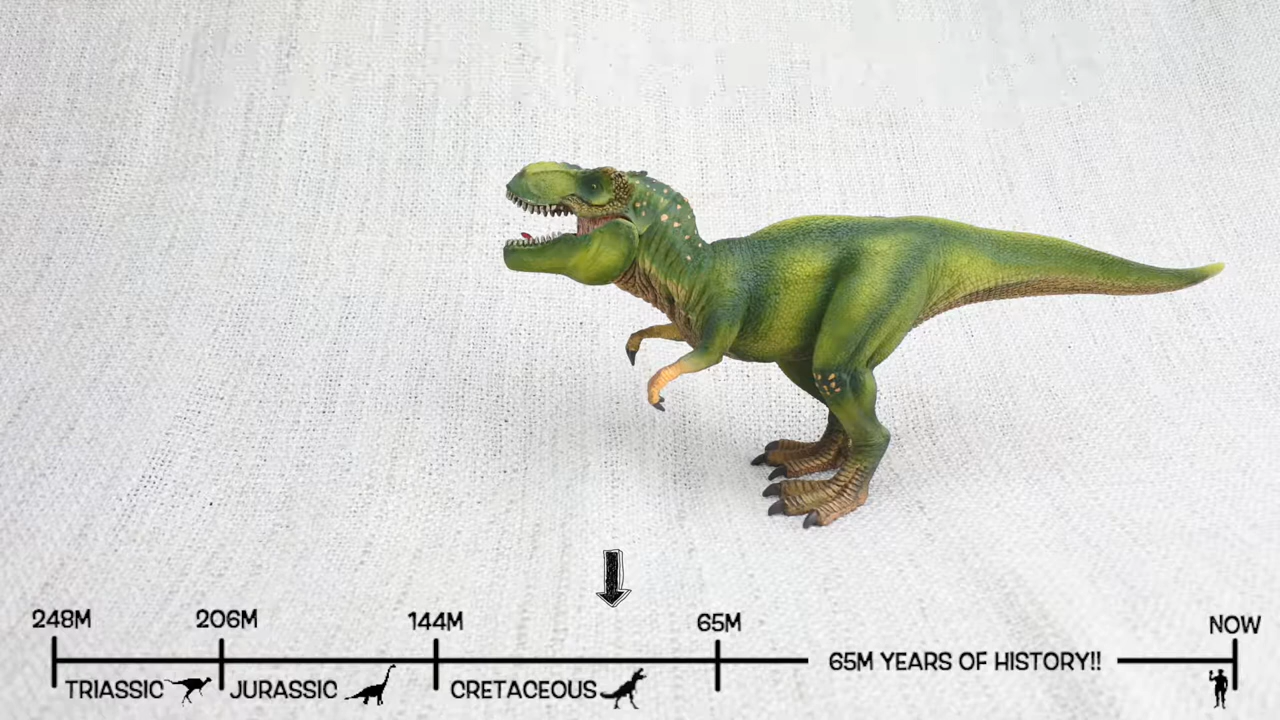 248M 206M 144M 65M NOW
65M YEARS OF HISTORY!!
TRIASSIC JURASSIC CRETACEOUS